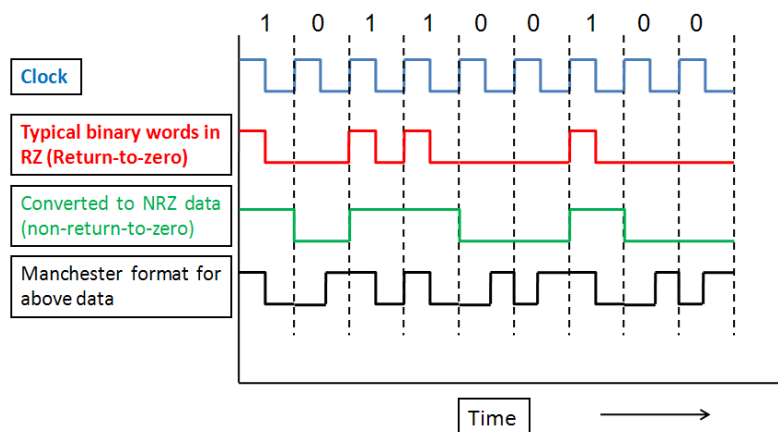 1 0 1 1 0 0 1 0 0
Clock
Typical binary words in
RZ (Return-to-zero)
Converted to NRZ data
(non-return-to-zero)
Manchester format for
above data
Time